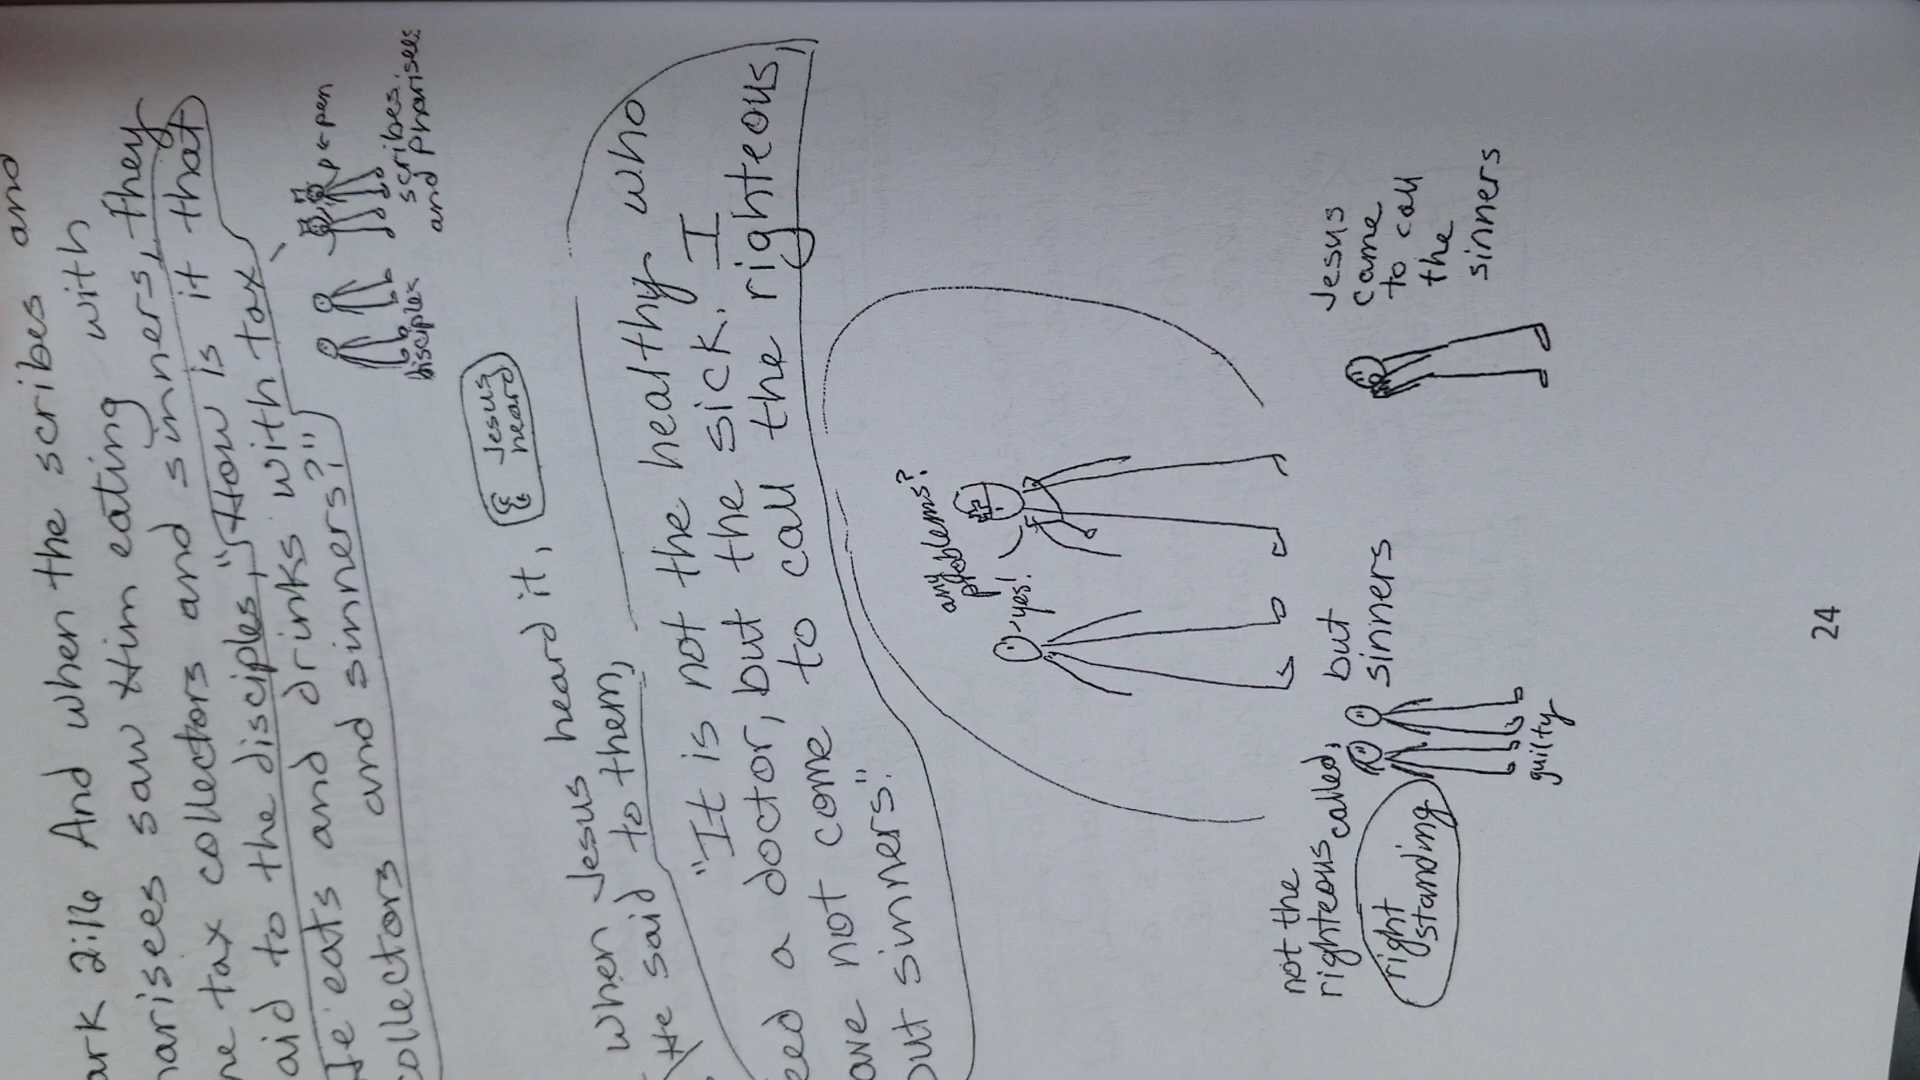 ark 2:16 And when the scribes and
harisees saw Him eating with
he tax collectors and sinners, they
aid to the disciples, "How is it that
He eats and drinks with tax
collectors and sinners?"
pen
scribes
and Pharisees
disciples
Jesus
heard
When Jesus heard it,
He said to them,
"It is not the healthy who
eed a doctor, but the sick. I
ave not come to call the righteous,
out sinners".
any
problems?
yes!
not the
righteous called,
but
sinners
right
standing
guilty
Jesus
came
to call
the
sinners
24